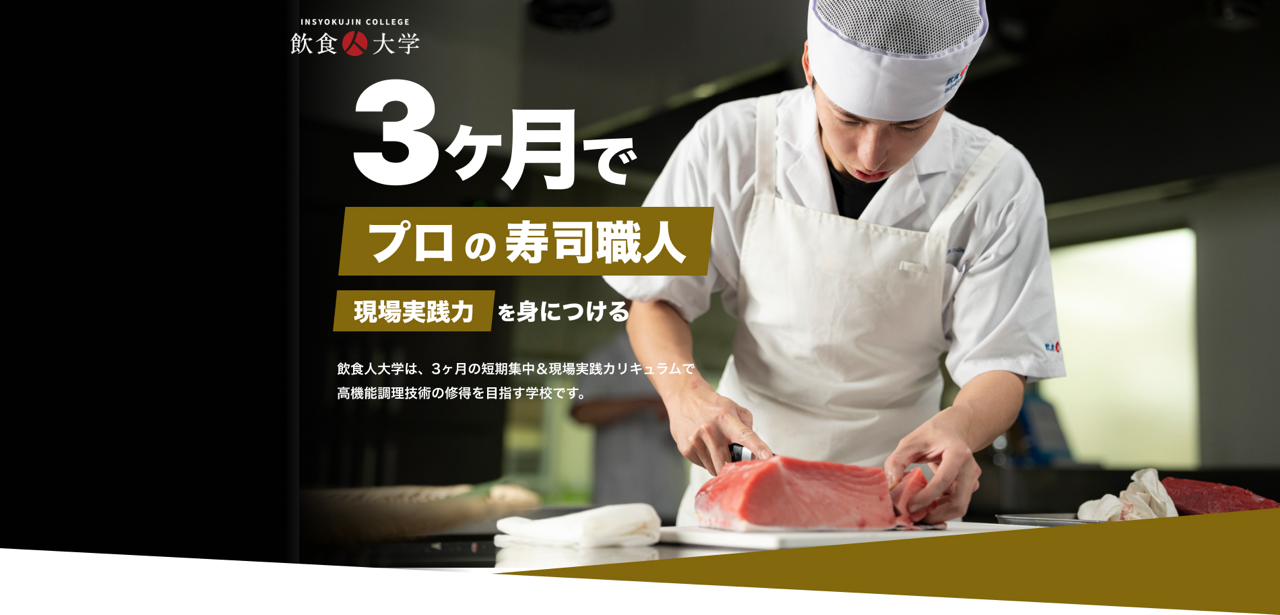 INSYOKUJIN COLLEGE
飲食人大学
3ヶ月で
プロの寿司職人
現場実践力を身につける
飲食人大学は、3ヶ月の短期集中＆現場実践カリキュラムで
高機能調理技術の修得を目指す学校です。